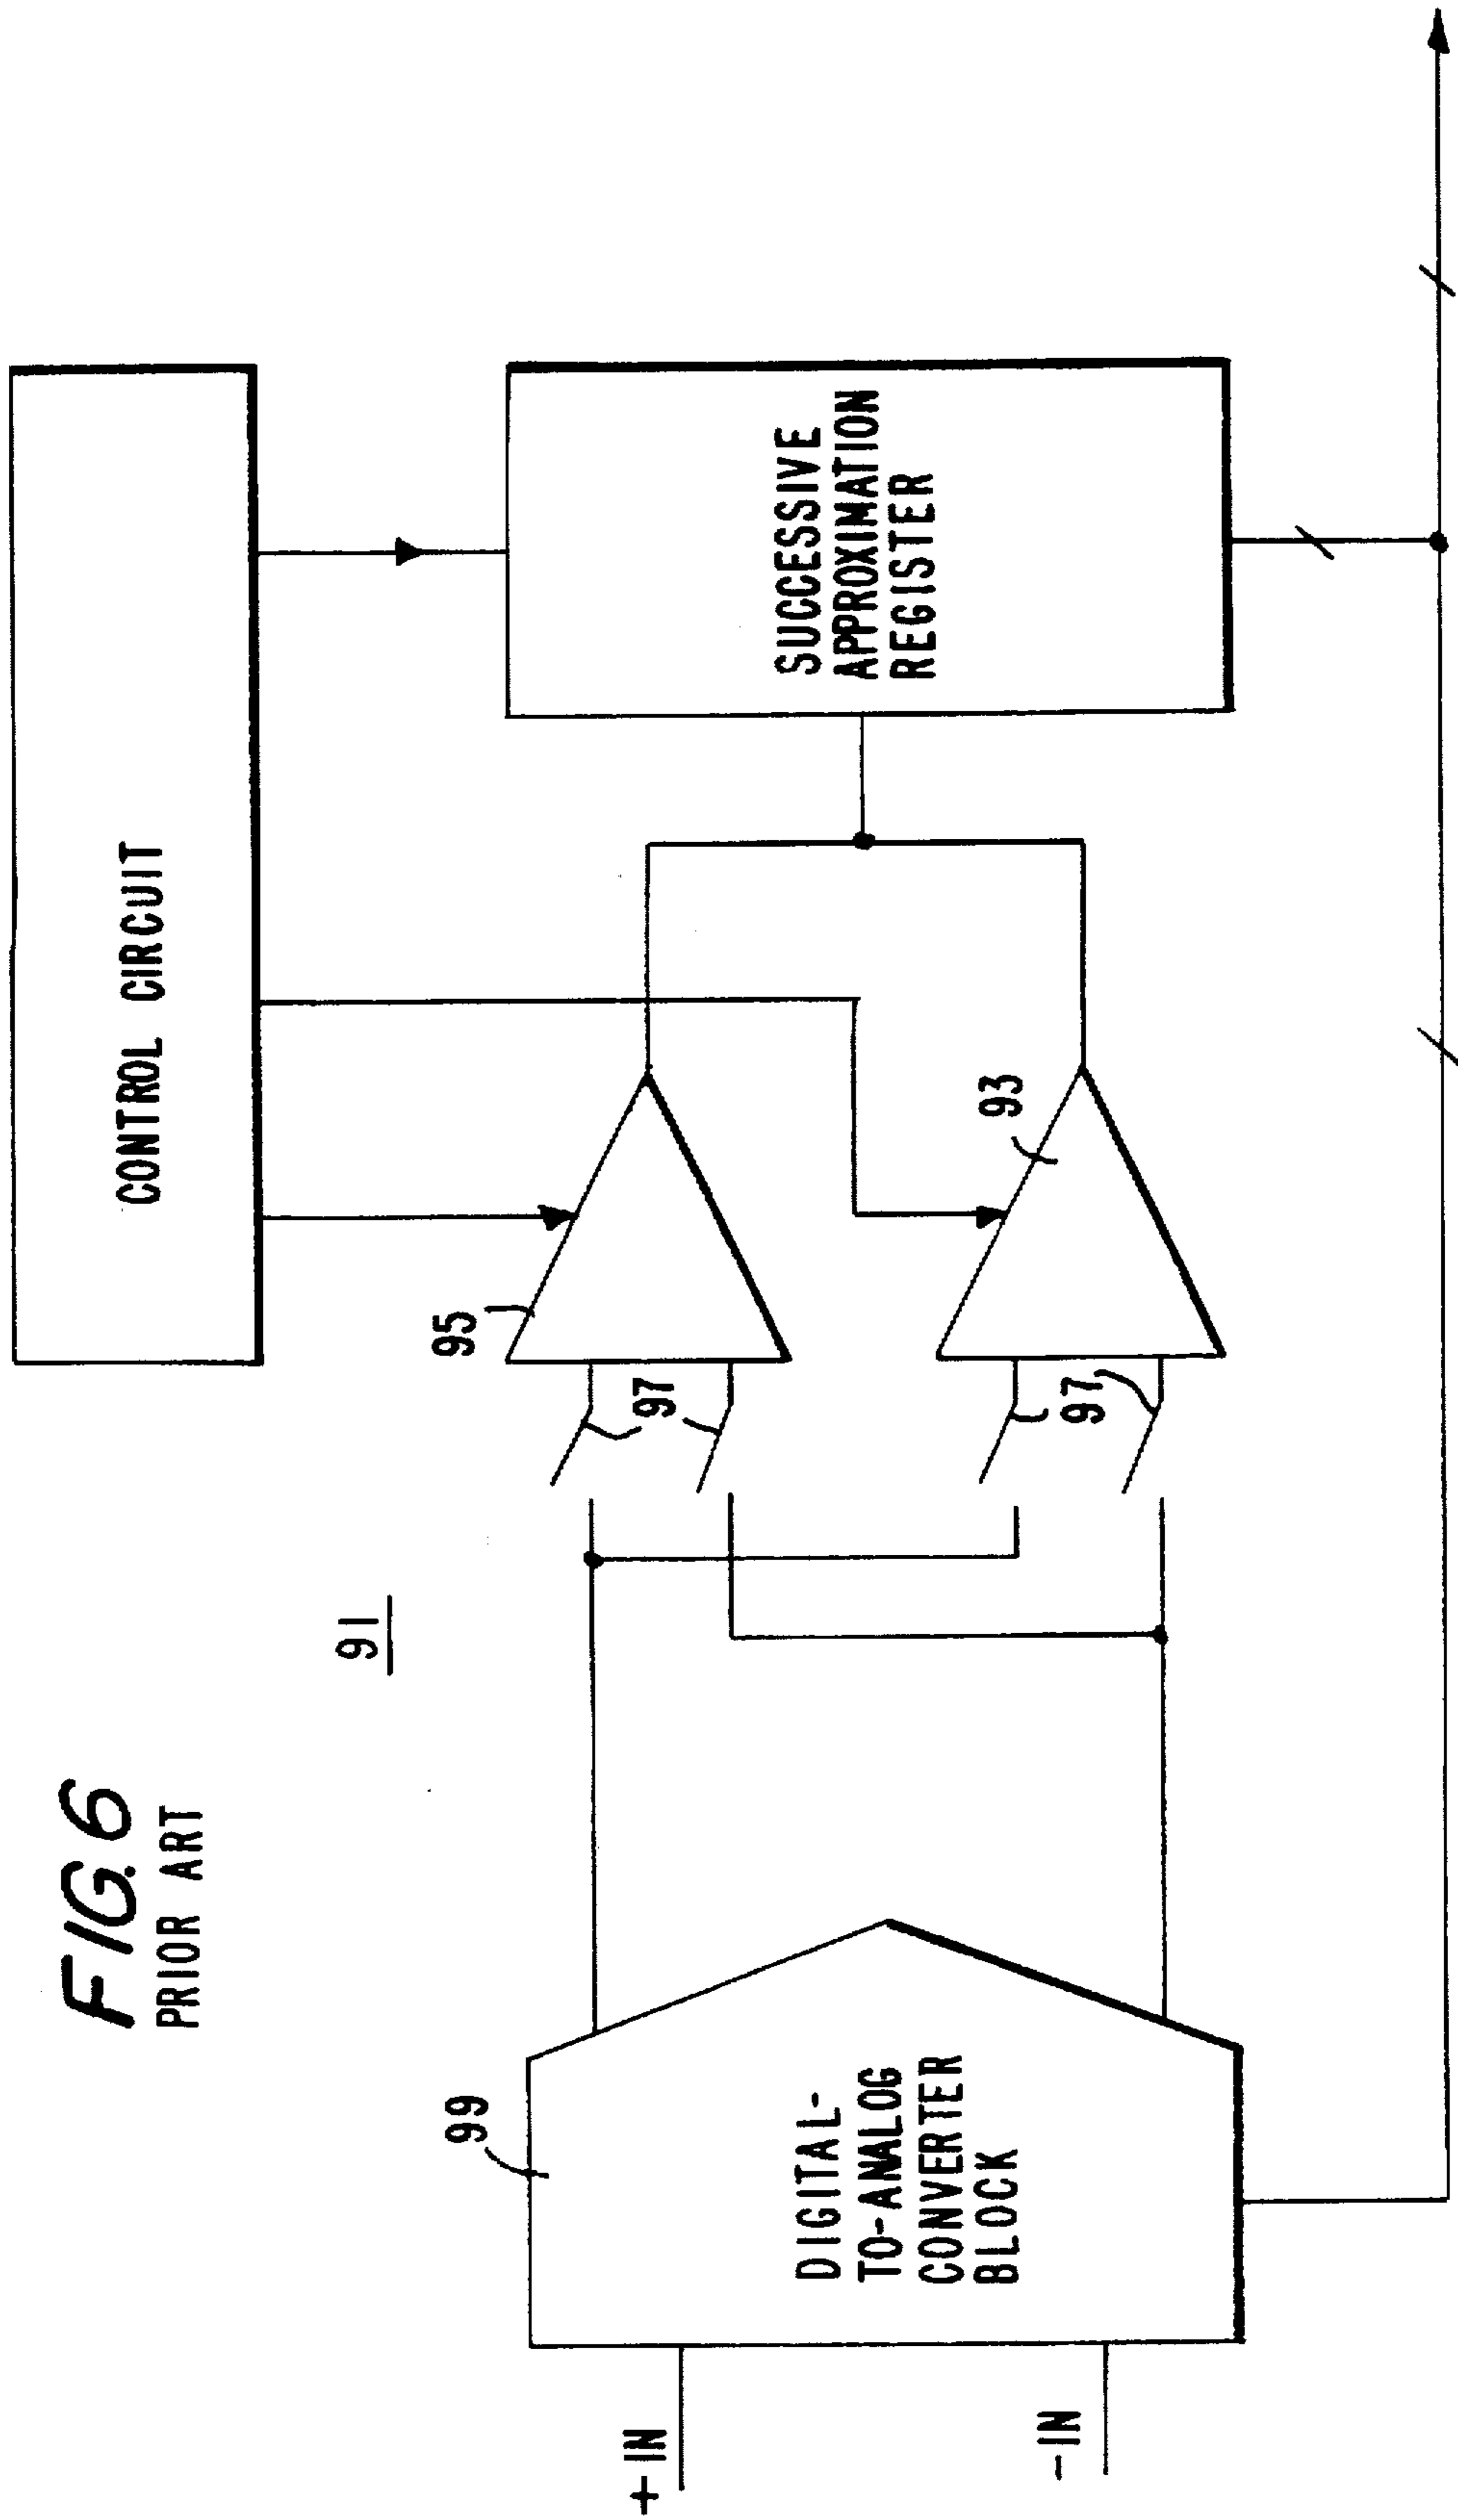 FIG. 6
PRIOR ART
91
CONTROL CIRCUIT
99
95
97
93
97
+IN
-IN
DIGITAL-
TO-ANALOG
CONVERTER
BLOCK
SUCCESSIVE
APPROXIMATION
REGISTER